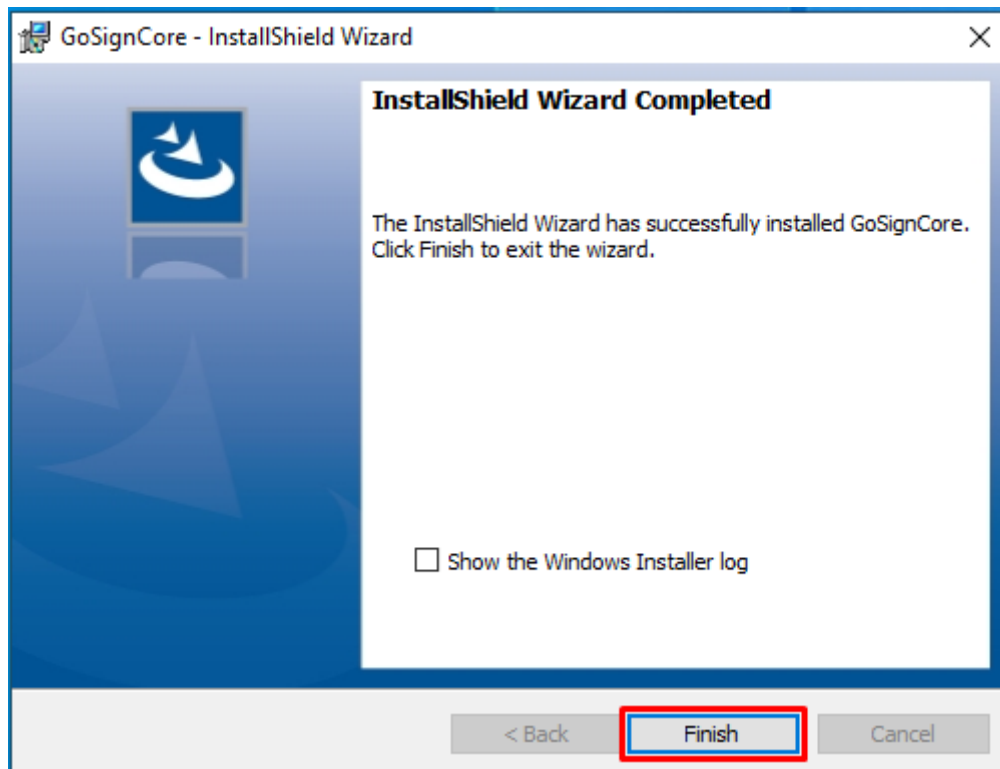 GoSignCore - InstallShield Wizard
InstallShield Wizard Completed
The InstallShield Wizard has successfully installed GoSignCore.
Click Finish to exit the wizard.
Show the Windows Installer log
< Back
Finish
Cancel